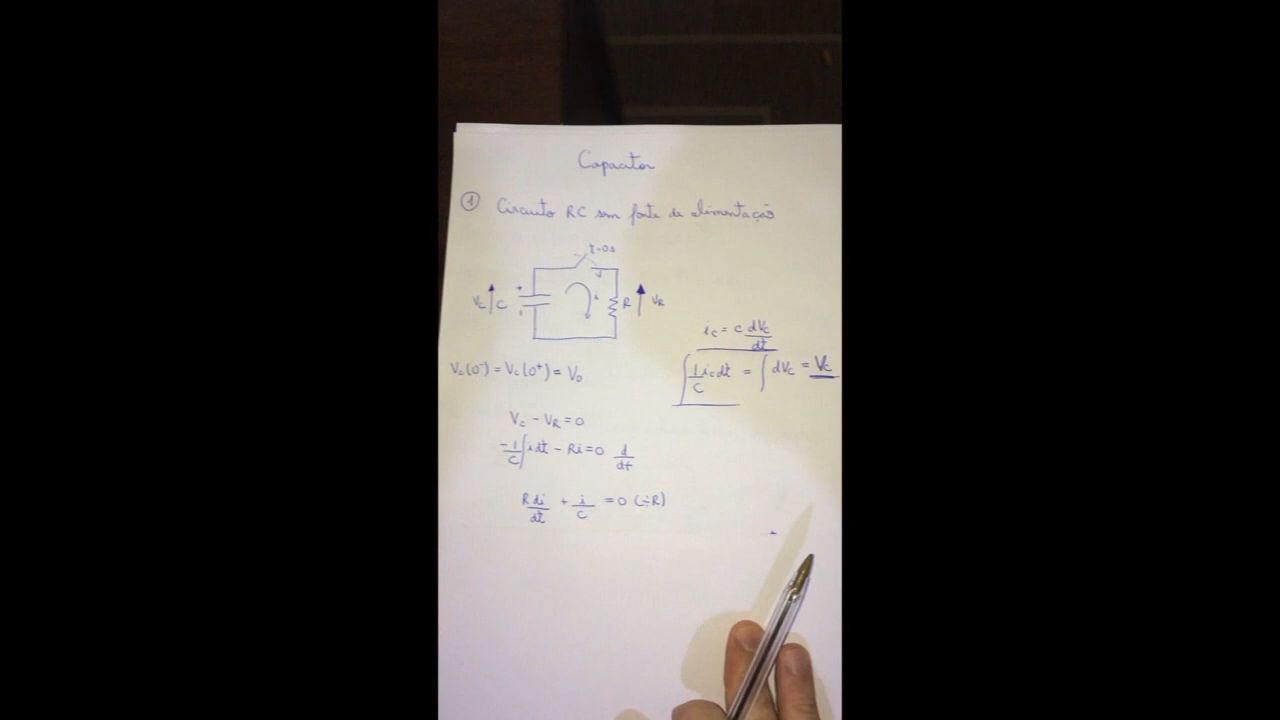 Capacitor
1 Circuito RC sem fonte de alimentação
t=0s
Vc C + - i R VR
ic = C dVc/dt
∫ 1/C ic dt = ∫ dVc = Vc
Vc(0⁻) = Vc(0⁺) = V0
Vc - VR = 0
-1/C ∫ i dt - Ri = 0 d/dt
R di/dt + i/C = 0 (÷R)